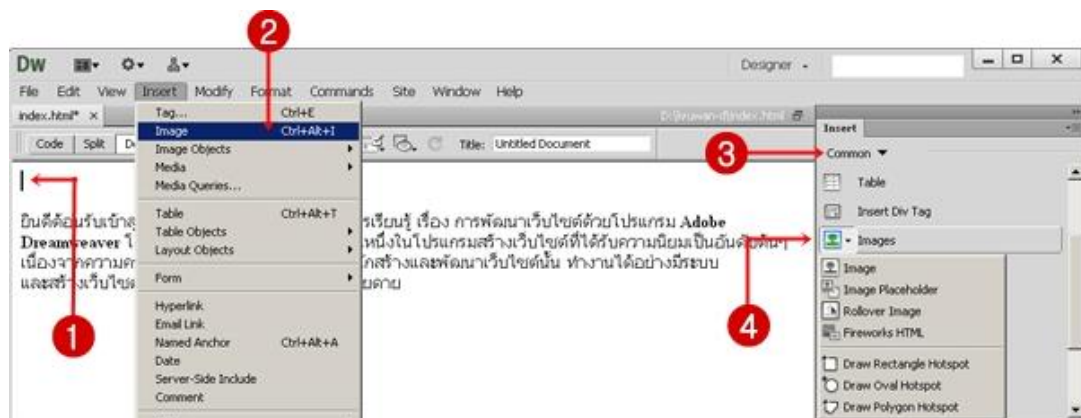 2
Dw
Designer
File Edit View Insert Modify Format Commands Site Window Help
index.html* ×
Code Split
Title: Untitled Document
Tag... Ctrl+E
Image Ctrl+Alt+I
Image Objects
Media
Media Queries...
Table Ctrl+Alt+T
Table Objects
Layout Objects
Form
Hyperlink
Email Link
Named Anchor Ctrl+Alt+A
Date
Server-Side Include
Comment
รเรียนรู้ เรื่อง การพัฒนาเว็บไซต์ด้วยโปรแกรม Adobe
Dreamweaver หนึ่งในโปรแกรมสร้างเว็บไซต์ที่ได้รับความนิยมเป็นอันดับต้นๆ
เนื่องจากความ กสร้างและพัฒนาเว็บไซต์นั้น ทำงานได้อย่างมีระบบ
และสร้างเว็บไซ ยดาย
1
Insert
3
Common
Table
Insert Div Tag
Images
4
Image
Image Placeholder
Rollover Image
Fireworks HTML
Draw Rectangle Hotspot
Draw Oval Hotspot
Draw Polygon Hotspot